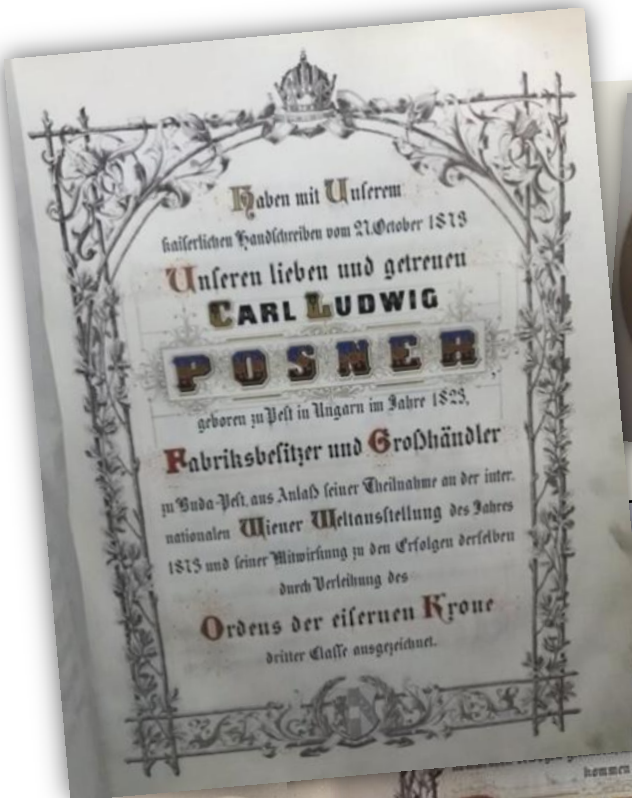 Haben mit Unserem
kaiserlichen Handschreiben vom 27. October 1873
Unseren lieben und getreuen
CARL LUDWIG
POSNER
geboren zu Pest in Ungarn im Jahre 1823,
Fabriksbesitzer und Großhändler
zu Buda-Pest, aus Anlaß seiner Theilnahme an der inter.
nationalen Wiener Weltausstellung des Jahres
1873 und seiner Mitwirkung zu den Erfolgen derselben
durch Verleihung des
Ordens der eisernen Krone
dritter Classe ausgezeichnet.
kommen